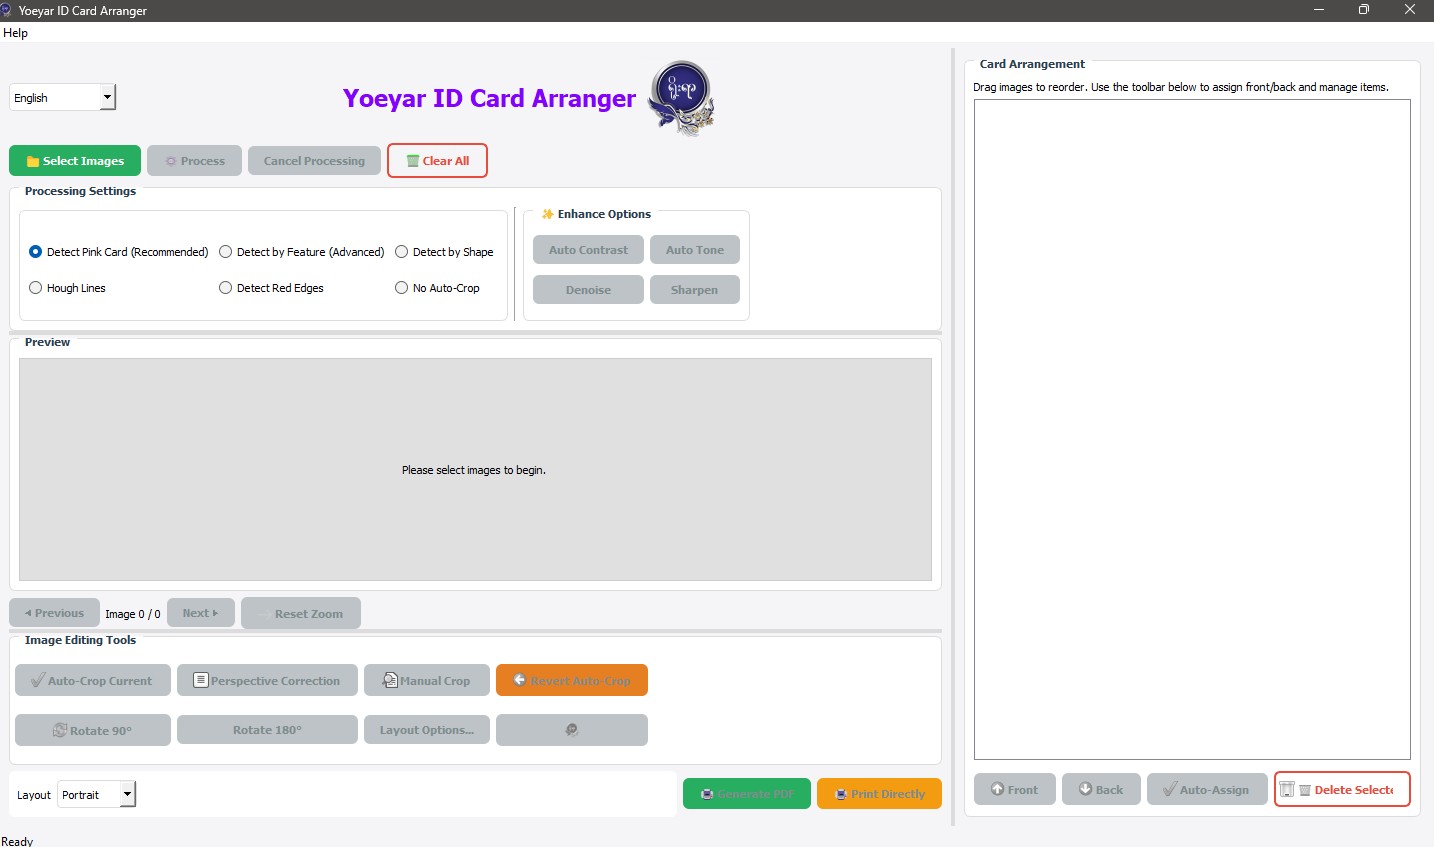 Yoeyar ID Card Arranger
Help
English
Yoeyar ID Card Arranger
Select Images
Process
Cancel Processing
Clear All
Processing Settings
Detect Pink Card (Recommended)
Detect by Feature (Advanced)
Detect by Shape
Hough Lines
Detect Red Edges
No Auto-Crop
Enhance Options
Auto Contrast
Auto Tone
Denoise
Sharpen
Preview
Please select images to begin.
Previous
Image 0 / 0
Next
Reset Zoom
Image Editing Tools
Auto-Crop Current
Perspective Correction
Manual Crop
Revert Auto-Crop
Rotate 90°
Rotate 180°
Layout Options...
Layout
Portrait
Generate PDF
Print Directly
Ready
Card Arrangement
Drag images to reorder. Use the toolbar below to assign front/back and manage items.
Front
Back
Auto-Assign
Delete Selecte